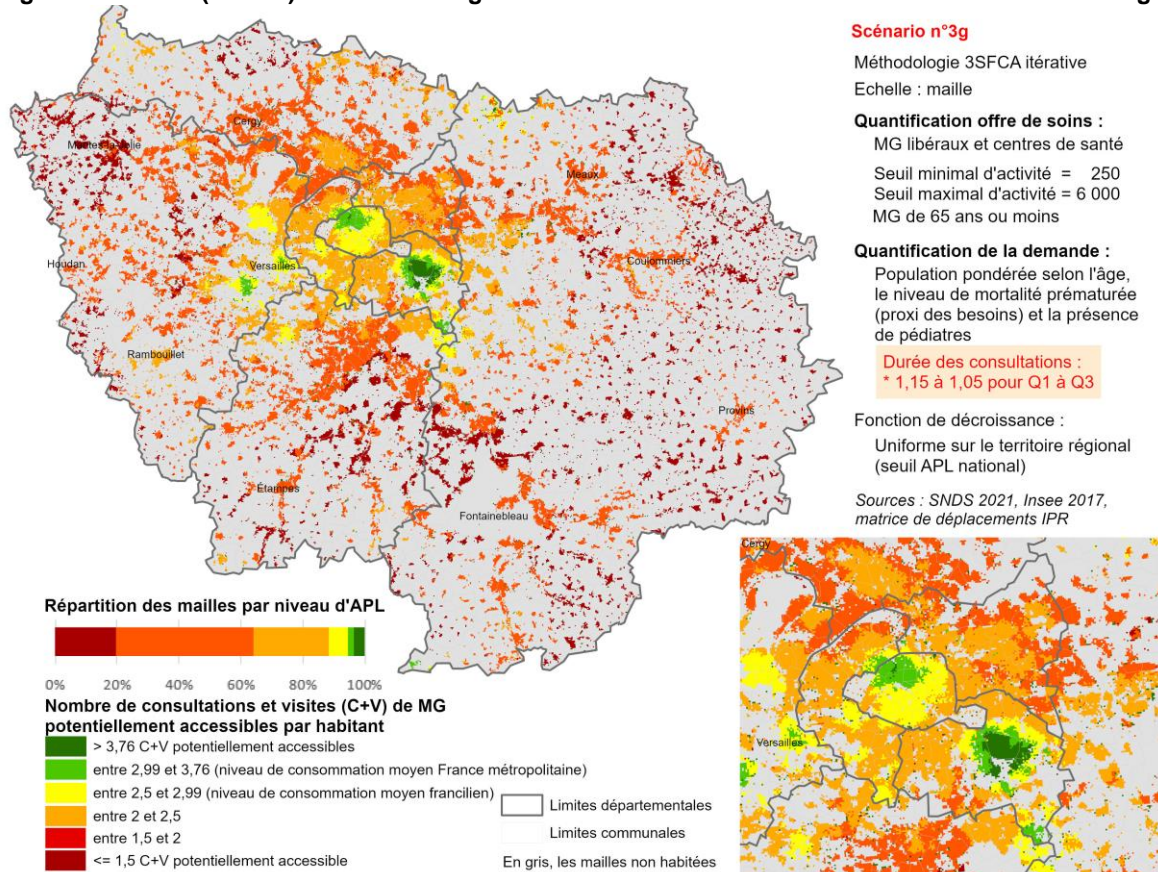 Scénario n°3g
Méthodologie 3SFCA itérative
Echelle : maille
Quantification offre de soins :
MG libéraux et centres de santé
Seuil minimal d'activité = 250
Seuil maximal d'activité = 6 000
MG de 65 ans ou moins
Quantification de la demande :
Population pondérée selon l'âge,
le niveau de mortalité prématurée
(proxi des besoins) et la présence
de pédiatres
Durée des consultations :
* 1,15 à 1,05 pour Q1 à Q3
Fonction de décroissance :
Uniforme sur le territoire régional
(seuil APL national)
Sources : SNDS 2021, Insee 2017,
matrice de déplacements IPR
Cergy
Mantes-la-Jolie
Meaux
Houdan
Versailles
Coulommiers
Rambouillet
Provins
Étampes
Fontainebleau
Cergy
Versailles
Répartition des mailles par niveau d'APL
0% 20% 40% 60% 80% 100%
Nombre de consultations et visites (C+V) de MG
potentiellement accessibles par habitant
> 3,76 C+V potentiellement accessibles
entre 2,99 et 3,76 (niveau de consommation moyen France métropolitaine)
entre 2,5 et 2,99 (niveau de consommation moyen francilien)
entre 2 et 2,5
entre 1,5 et 2
<= 1,5 C+V potentiellement accessible
Limites départementales
Limites communales
En gris, les mailles non habitées